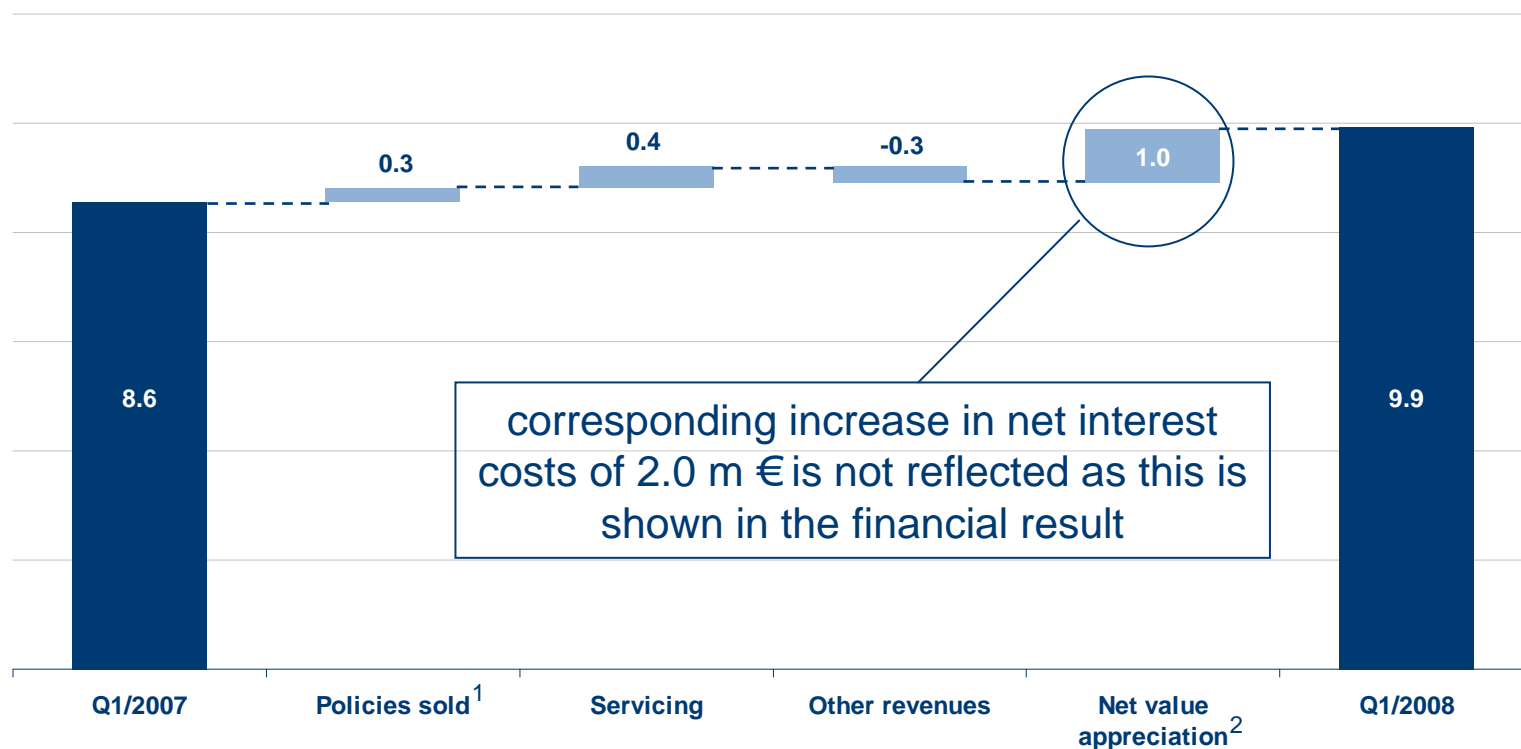 0.3
0.4
-0.3
1.0
8.6
9.9
corresponding increase in net interest
costs of 2.0 m € is not reflected as this is
shown in the financial result
Q1/2007
Policies sold1
Servicing
Other revenues
Net value
appreciation2
Q1/2008